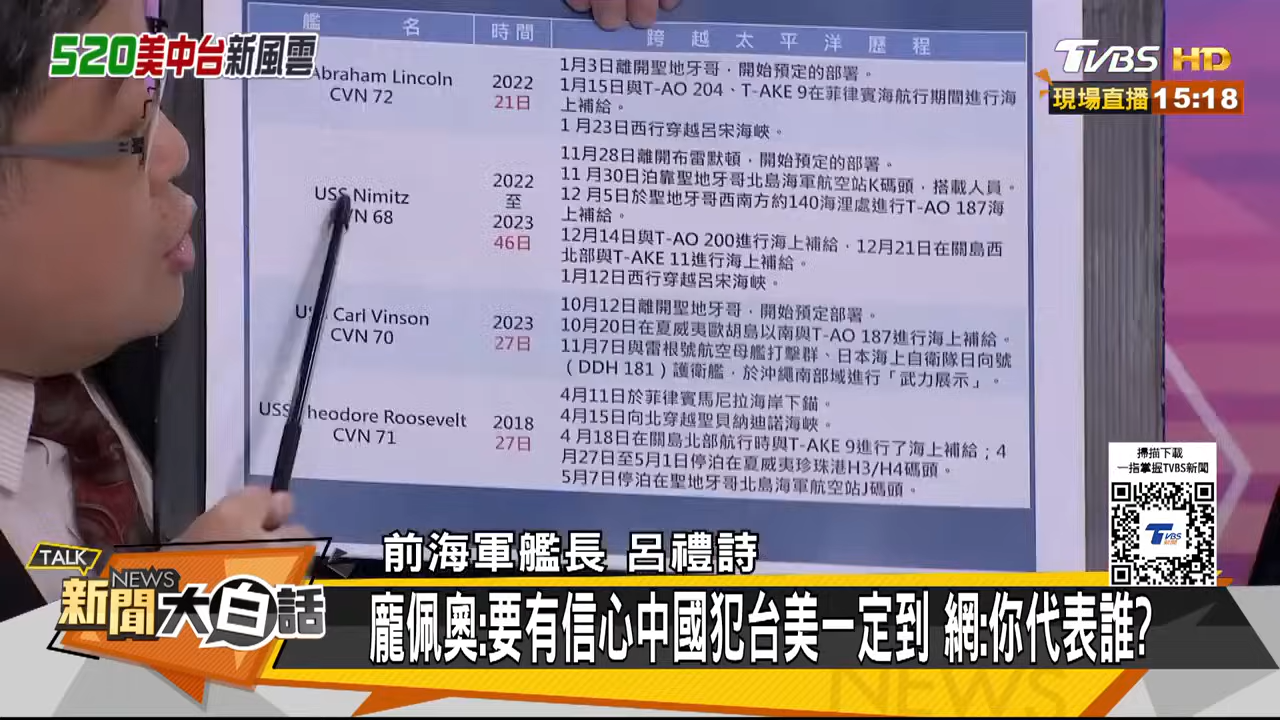 520美中台新風雲
TVBS HD
現場直播 15:18
艦 名
時間
跨越太平洋歷程
Abraham Lincoln
CVN 72
2022
21日
1月3日離開聖地牙哥，開始預定的部署。
1月15日與T-AO 204、T-AKE 9在菲律賓海航行期間進行海
上補給。
1月23日西行穿越呂宋海峽。
USS Nimitz
CVN 68
2022
至
2023
46日
11月28日離開布雷默頓，開始預定的部署。
11月30日泊靠聖地牙哥北島海軍航空站K碼頭，搭載人員。
12月5日於聖地牙哥西南方約140海浬處進行T-AO 187海
上補給。
12月14日與T-AO 200進行海上補給，12月21日在關島西
北部與T-AKE 11進行海上補給。
1月12日西行穿越呂宋海峽。
USS Carl Vinson
CVN 70
2023
27日
10月12日離開聖地牙哥，開始預定部署。
10月20日在夏威夷歐胡島以南與T-AO 187進行海上補給。
11月7日與雷根號航空母艦打擊群、日本海上自衛隊日向號
（DDH 181）護衛艦，於沖繩南部域進行「武力展示」。
USS Theodore Roosevelt
CVN 71
2018
27日
4月11日於菲律賓馬尼拉海岸下錨。
4月15日向北穿越聖貝納迪諾海峽。
4月18日在關島北部航行時與T-AKE 9進行了海上補給；4
月27日至5月1日停泊在夏威夷珍珠港H3/H4碼頭。
5月7日停泊在聖地牙哥北島海軍航空站J碼頭。
掃描下載
一指掌握TVBS新聞
TVBS
新聞
前海軍艦長 呂禮詩
TALK
NEWS
新聞大白話
龐佩奧:要有信心中國犯台美一定到 網:你代表誰?
NEWS